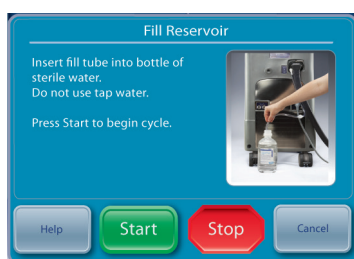 Fill Reservoir
Insert fill tube into bottle of
sterile water.
Do not use tap water.
Press Start to begin cycle.
Help
Start
Stop
Cancel